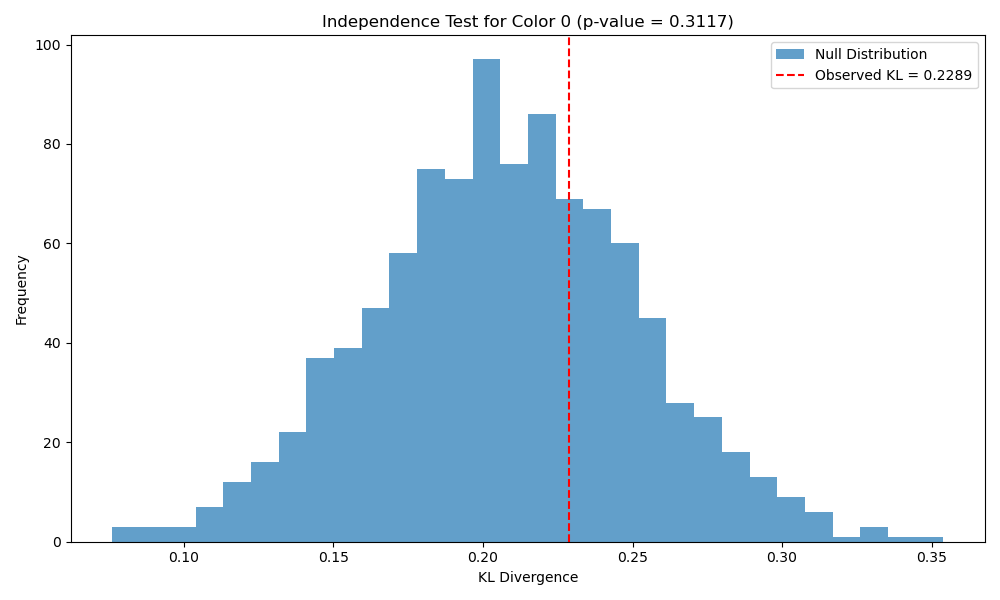 Independence Test for Color 0 (p-value = 0.3117)
Null Distribution
Observed KL = 0.2289
100
80
60
40
20
0
Frequency
0.10
0.15
0.20
0.25
0.30
0.35
KL Divergence